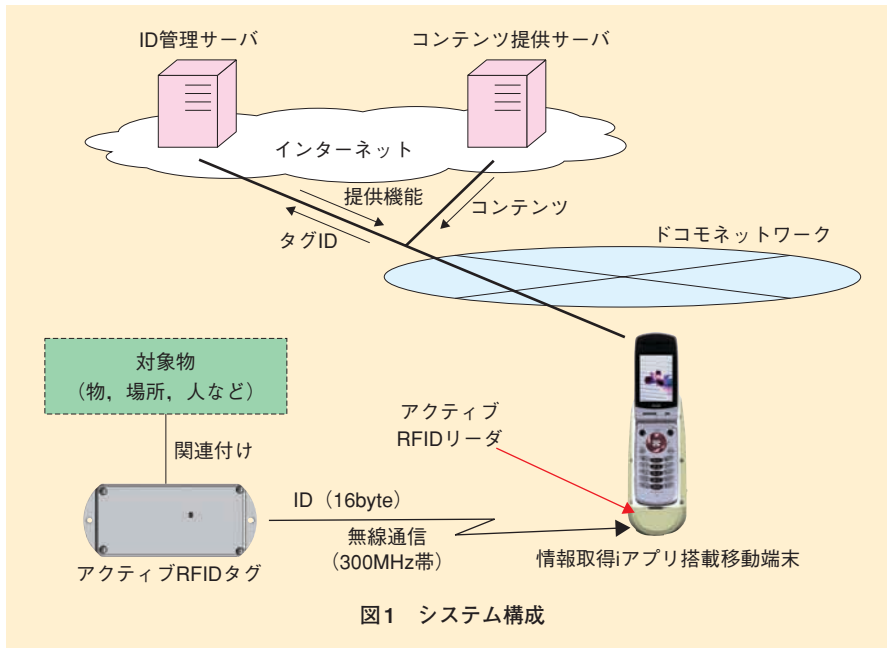 ID管理サーバ
コンテンツ提供サーバ
インターネット
提供機能
コンテンツ
タグID
ドコモネットワーク
対象物
（物，場所，人など）
アクティブ
RFIDリーダ
関連付け
ID（16byte）
無線通信
（300MHz帯）
アクティブRFIDタグ
情報取得iアプリ搭載移動端末
図1　システム構成